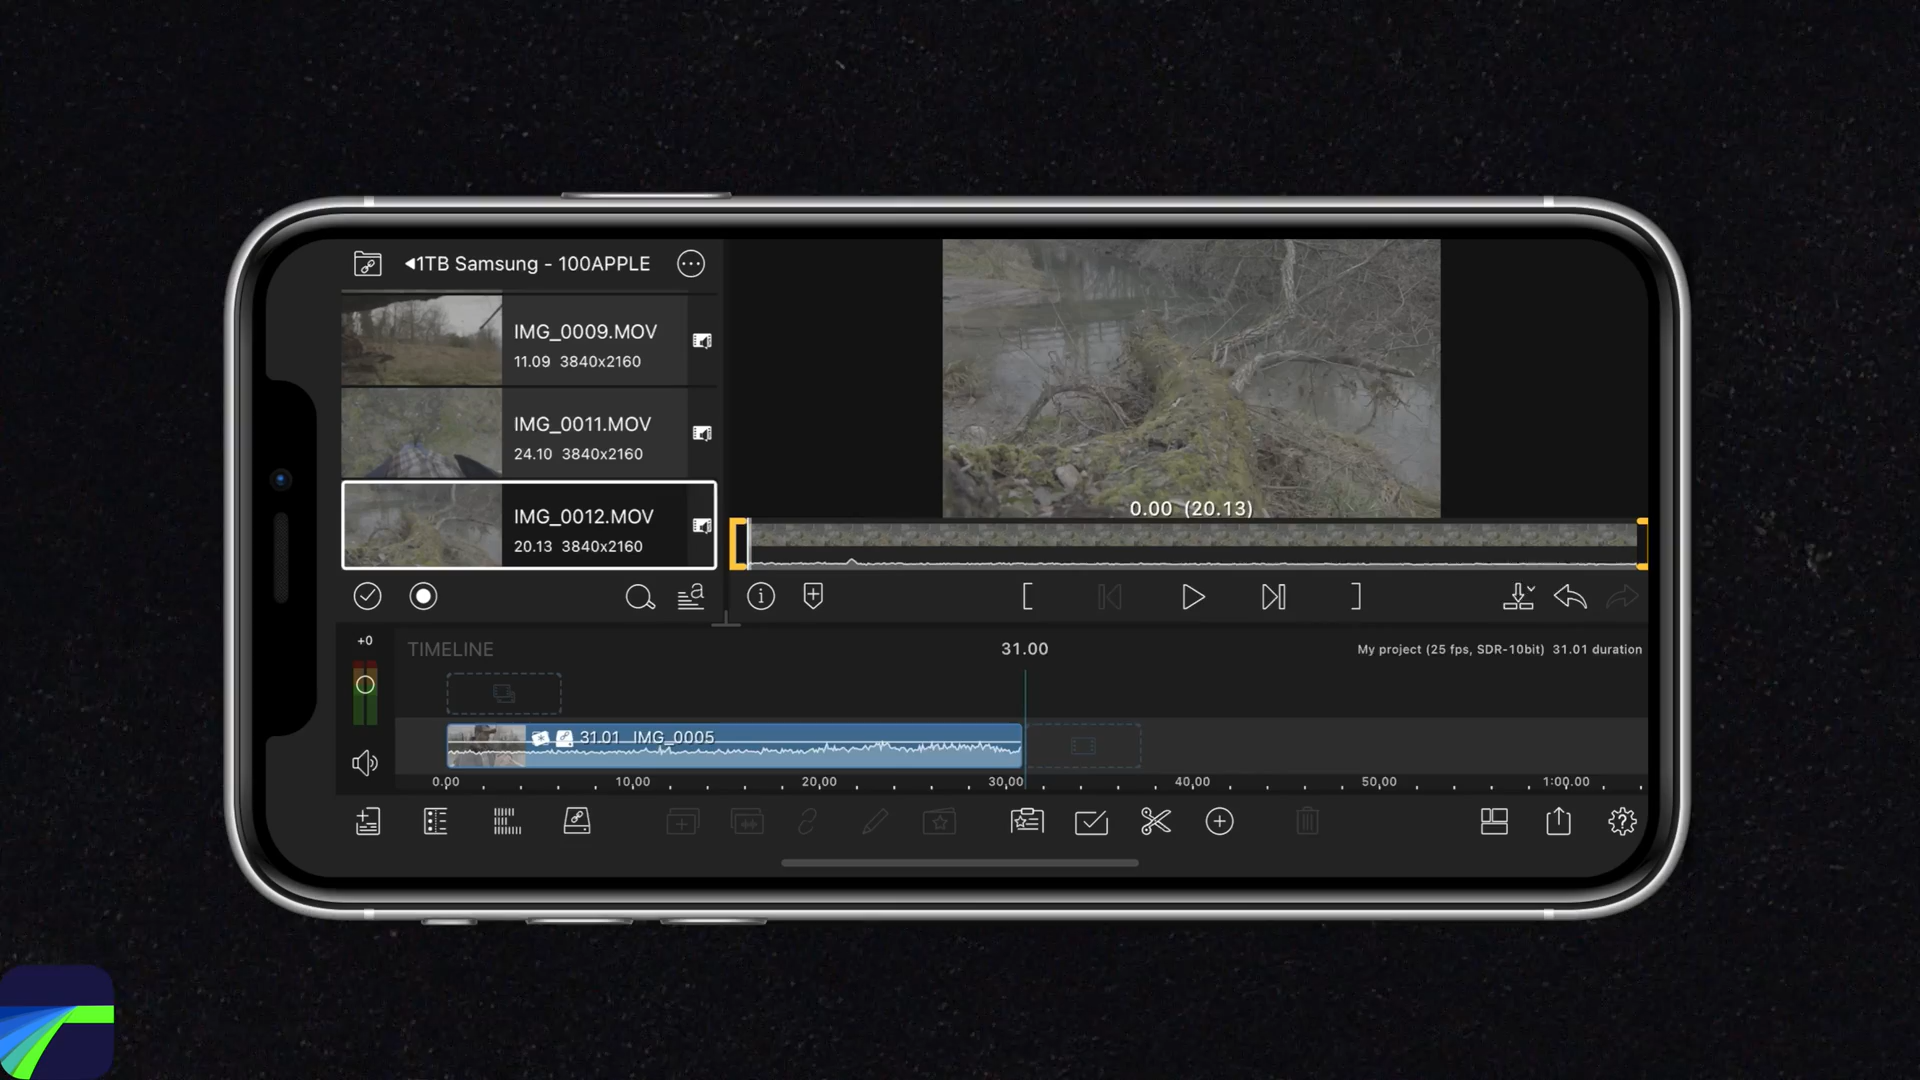 ◀1TB Samsung - 100APPLE
IMG_0009.MOV
11.09 3840x2160
IMG_0011.MOV
24.10 3840x2160
IMG_0012.MOV
20.13 3840x2160
0.00 (20.13)
+0
TIMELINE
31.00
My project (25 fps, SDR-10bit) 31.01 duration
31.01 IMG_0005
0.00 10,00 20,00 30,00 40,00 50,00 1:00.00